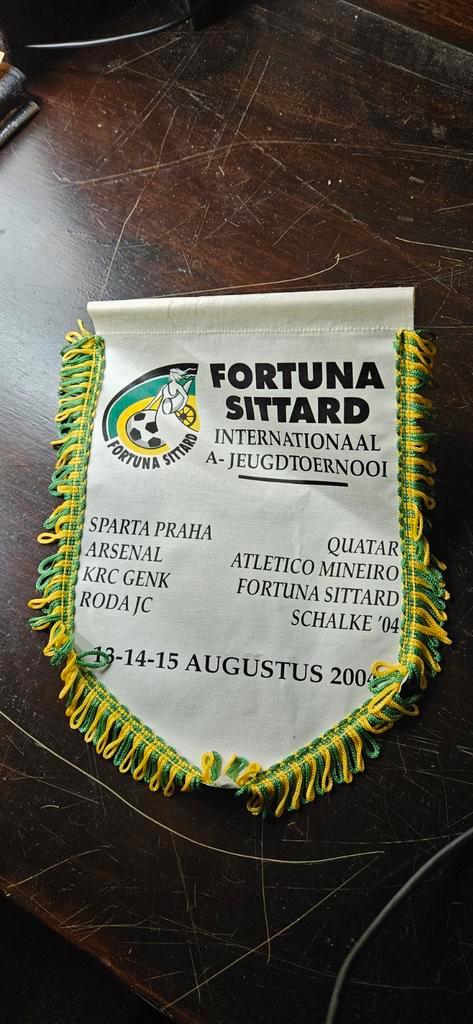 FORTUNA
SITTARD
INTERNATIONAAL
A- JEUGDTOERNOOI
FORTUNA SITTARD
SPARTA PRAHA
ARSENAL
KRC GENK
RODA JC
QUATAR
ATLETICO MINEIRO
FORTUNA SITTARD
SCHALKE '04
13-14-15 AUGUSTUS 2004